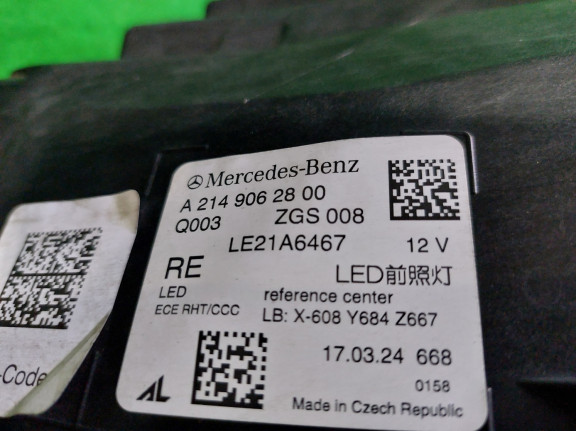 Mercedes-Benz
A 214 906 28 00
Q003 ZGS 008
LE21A6467 12 V
RE LED前照灯
LED reference center
ECE RHT/CCC LB: X-608 Y684 Z667
17.03.24 668
0158
AL Made in Czech Republic
-Code